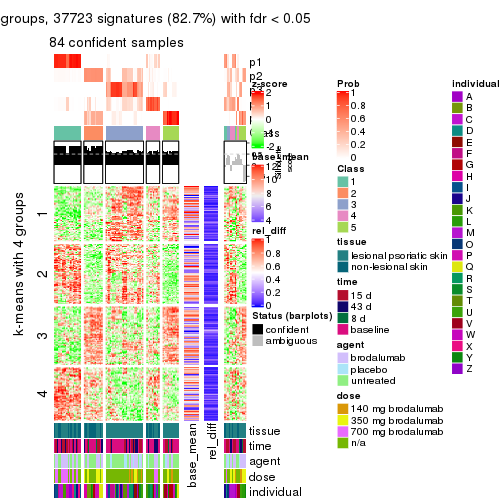 groups, 37723 signatures (82.7%) with fdr < 0.05
84 confident samples
p1
p2
z-score
2
1
-1
-2
base_mean
12
10
8
6
4
rel_diff
1
0.8
0.6
0.4
0.2
0
Status (barplots)
confident
ambiguous
k-means with 4 groups
1
2
3
4
base_mean
rel_diff
tissue
time
agent
dose
individual
Prob
1
0.8
0.6
0.4
0.2
0
Class
1
2
3
4
5
tissue
lesional psoriatic skin
non-lesional skin
time
15 d
43 d
8 d
baseline
agent
brodalumab
placebo
untreated
dose
140 mg brodalumab
350 mg brodalumab
700 mg brodalumab
n/a
individual
A
B
C
D
E
F
G
H
I
J
K
L
M
O
P
Q
R
S
T
U
V
W
X
Y
Z